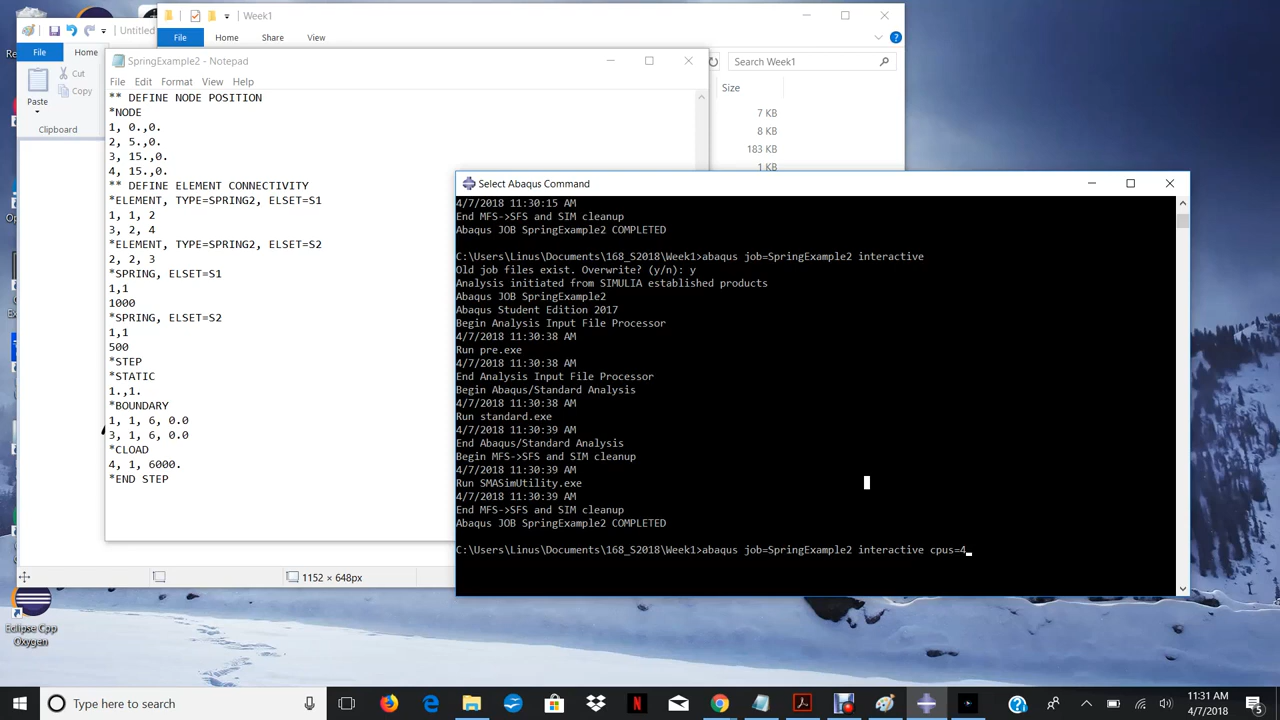 Week1
File
Home
Share
View
Untitled
File
Home
Paste
Cut
Copy
Clipboard
Search Week1
Size
7 KB
8 KB
183 KB
1 KB
SpringExample2 - Notepad
File Edit Format View Help
** DEFINE NODE POSITION
*NODE
1, 0.,0.
2, 5.,0.
3, 15.,0.
4, 15.,0.
** DEFINE ELEMENT CONNECTIVITY
*ELEMENT, TYPE=SPRING2, ELSET=S1
1, 1, 2
3, 2, 4
*ELEMENT, TYPE=SPRING2, ELSET=S2
2, 2, 3
*SPRING, ELSET=S1
1,1
1000
*SPRING, ELSET=S2
1,1
500
*STEP
*STATIC
1.,1.
*BOUNDARY
1, 1, 6, 0.0
3, 1, 6, 0.0
*CLOAD
4, 1, 6000.
*END STEP
Select Abaqus Command
4/7/2018 11:30:15 AM
End MFS->SFS and SIM cleanup
Abaqus JOB SpringExample2 COMPLETED
C:\Users\Linus\Documents\168_S2018\Week1>abaqus job=SpringExample2 interactive
Old job files exist. Overwrite? (y/n): y
Analysis initiated from SIMULIA established products
Abaqus JOB SpringExample2
Abaqus Student Edition 2017
Begin Analysis Input File Processor
4/7/2018 11:30:38 AM
Run pre.exe
4/7/2018 11:30:38 AM
End Analysis Input File Processor
Begin Abaqus/Standard Analysis
4/7/2018 11:30:38 AM
Run standard.exe
4/7/2018 11:30:39 AM
End Abaqus/Standard Analysis
Begin MFS->SFS and SIM cleanup
4/7/2018 11:30:39 AM
Run SMASimUtility.exe
4/7/2018 11:30:39 AM
End MFS->SFS and SIM cleanup
Abaqus JOB SpringExample2 COMPLETED
C:\Users\Linus\Documents\168_S2018\Week1>abaqus job=SpringExample2 interactive cpus=4
1152 × 648px
Eclipse Cpp
Oxygen
Type here to search
11:31 AM
4/7/2018
5